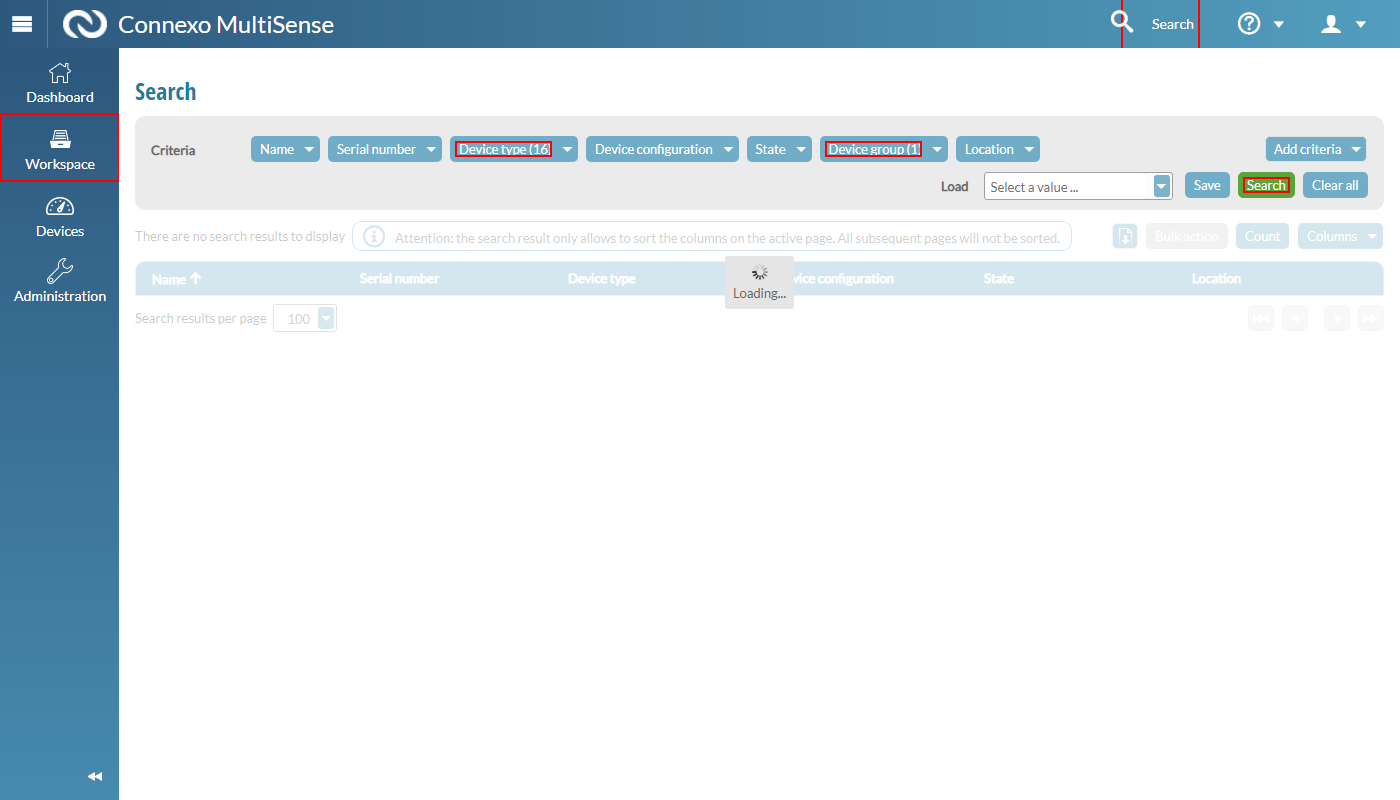 Connexo MultiSense
Search
Dashboard
Workspace
Devices
Administration
Search
Criteria
Name
Serial number
Device type (16)
Device configuration
State
Device group (1)
Location
Add criteria
Load
Select a value ...
Save
Search
Clear all
There are no search results to display
Attention: the search result only allows to sort the columns on the active page. All subsequent pages will not be sorted.
Bulk action
Count
Columns
Name
Serial number
Device type
vice configuration
State
Location
Loading...
Search results per page
100